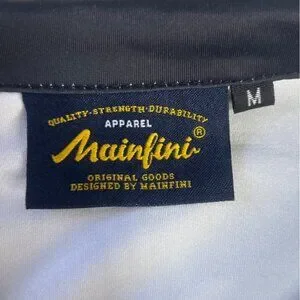 QUALITY·STRENGTH·DURABILITY
APPAREL
Mainfini®
ORIGINAL GOODS
DESIGNED BY MAINFINI
M